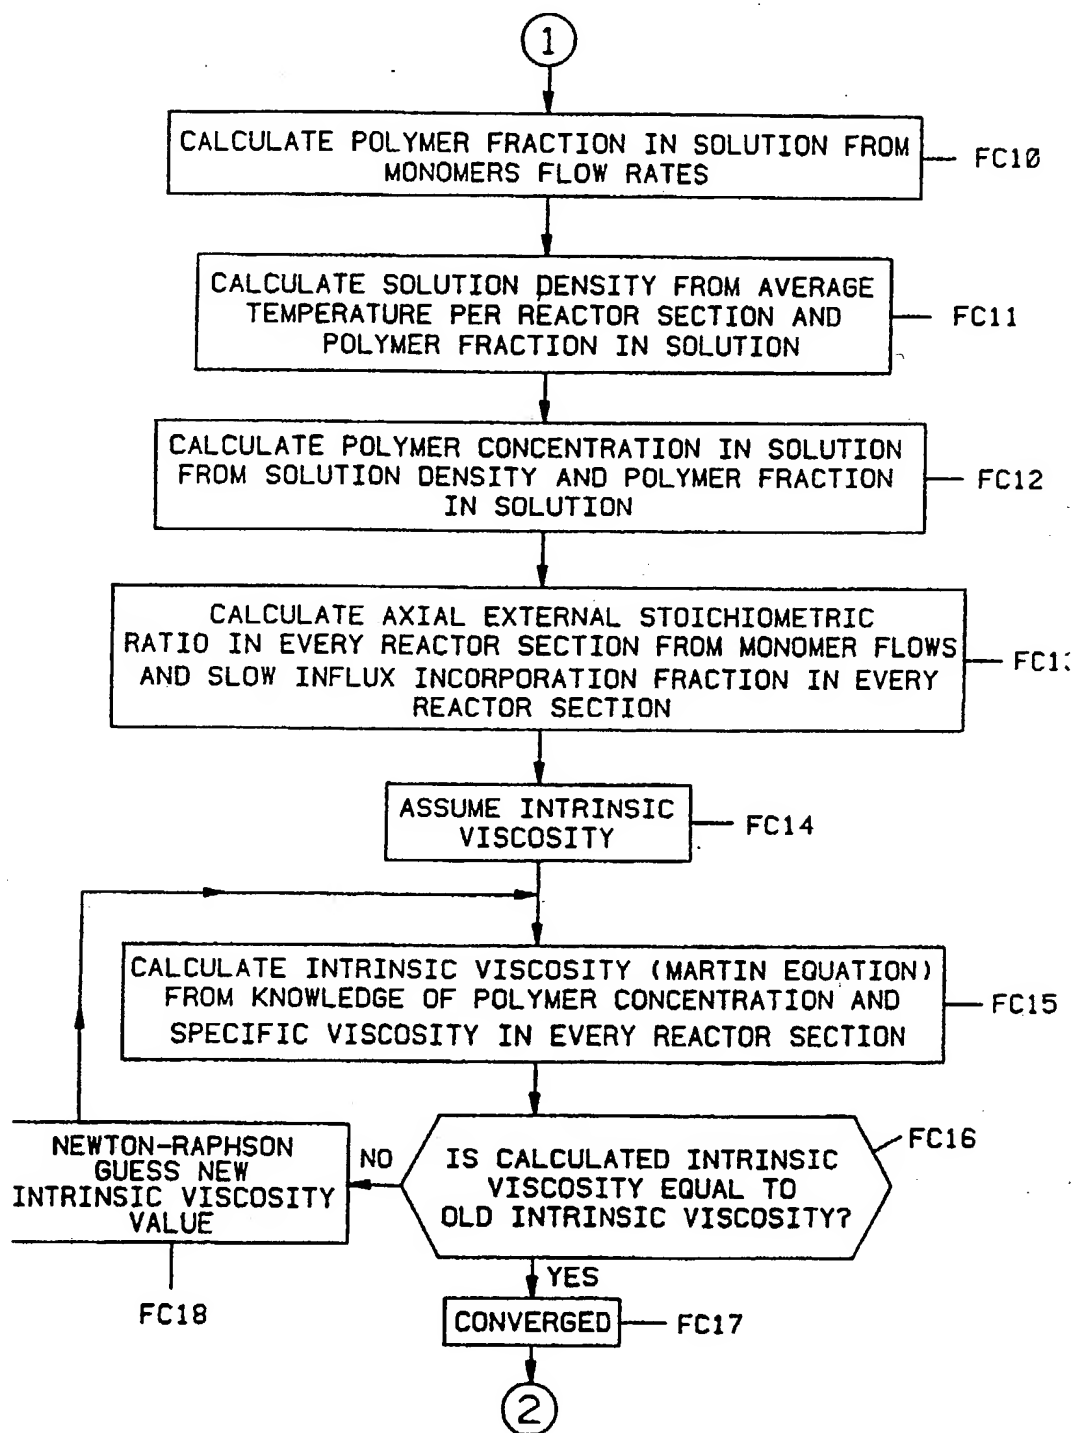 1
CALCULATE POLYMER FRACTION IN SOLUTION FROM
MONOMERS FLOW RATES
FC10
CALCULATE SOLUTION DENSITY FROM AVERAGE
TEMPERATURE PER REACTOR SECTION AND
POLYMER FRACTION IN SOLUTION
FC11
CALCULATE POLYMER CONCENTRATION IN SOLUTION
FROM SOLUTION DENSITY AND POLYMER FRACTION
IN SOLUTION
FC12
CALCULATE AXIAL EXTERNAL STOICHIOMETRIC
RATIO IN EVERY REACTOR SECTION FROM MONOMER FLOWS
AND SLOW INFLUX INCORPORATION FRACTION IN EVERY
REACTOR SECTION
FC13
ASSUME INTRINSIC
VISCOSITY
FC14
CALCULATE INTRINSIC VISCOSITY (MARTIN EQUATION)
FROM KNOWLEDGE OF POLYMER CONCENTRATION AND
SPECIFIC VISCOSITY IN EVERY REACTOR SECTION
FC15
IS CALCULATED INTRINSIC
VISCOSITY EQUAL TO
OLD INTRINSIC VISCOSITY?
FC16
NO
NEWTON-RAPHSON
GUESS NEW
INTRINSIC VISCOSITY
VALUE
FC18
YES
CONVERGED
FC17
2